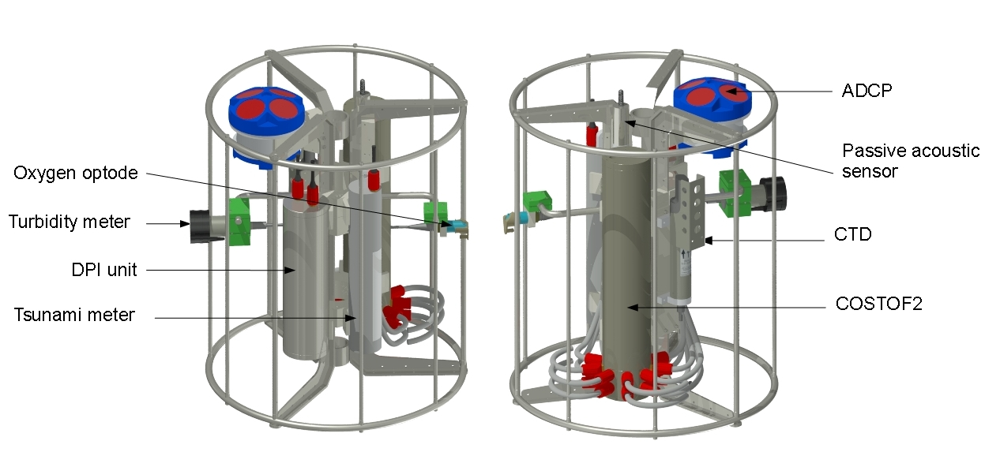 Oxygen optode
Turbidity meter
DPI unit
Tsunami meter
ADCP
Passive acoustic
sensor
CTD
COSTOF2